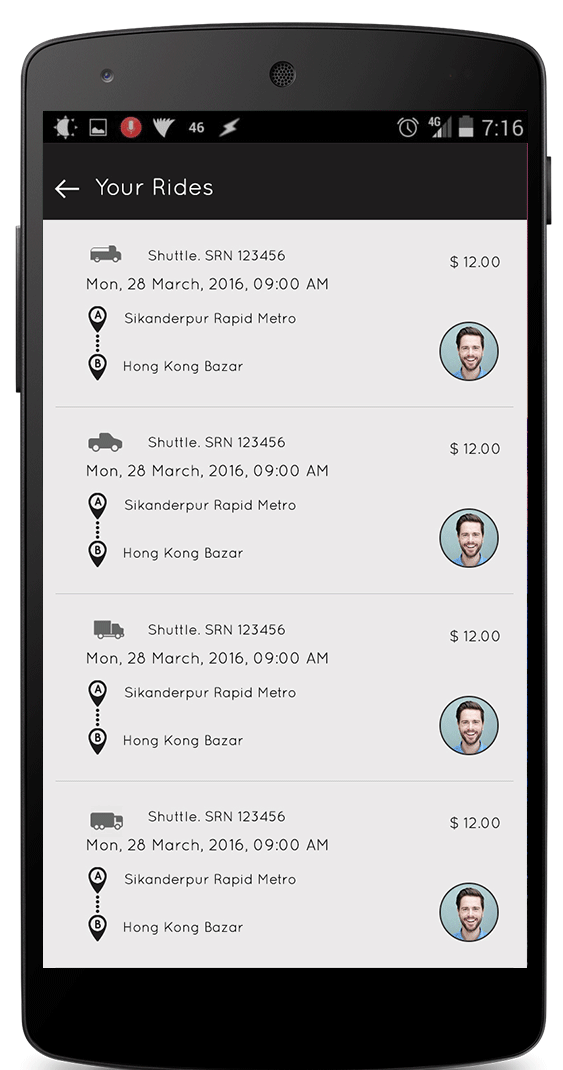 46 4G 7:16
Your Rides
Shuttle. SRN 123456
$ 12.00
Mon, 28 March, 2016, 09:00 AM
A Sikanderpur Rapid Metro
B Hong Kong Bazar
Shuttle. SRN 123456
$ 12.00
Mon, 28 March, 2016, 09:00 AM
A Sikanderpur Rapid Metro
B Hong Kong Bazar
Shuttle. SRN 123456
$ 12.00
Mon, 28 March, 2016, 09:00 AM
A Sikanderpur Rapid Metro
B Hong Kong Bazar
Shuttle. SRN 123456
$ 12.00
Mon, 28 March, 2016, 09:00 AM
A Sikanderpur Rapid Metro
B Hong Kong Bazar